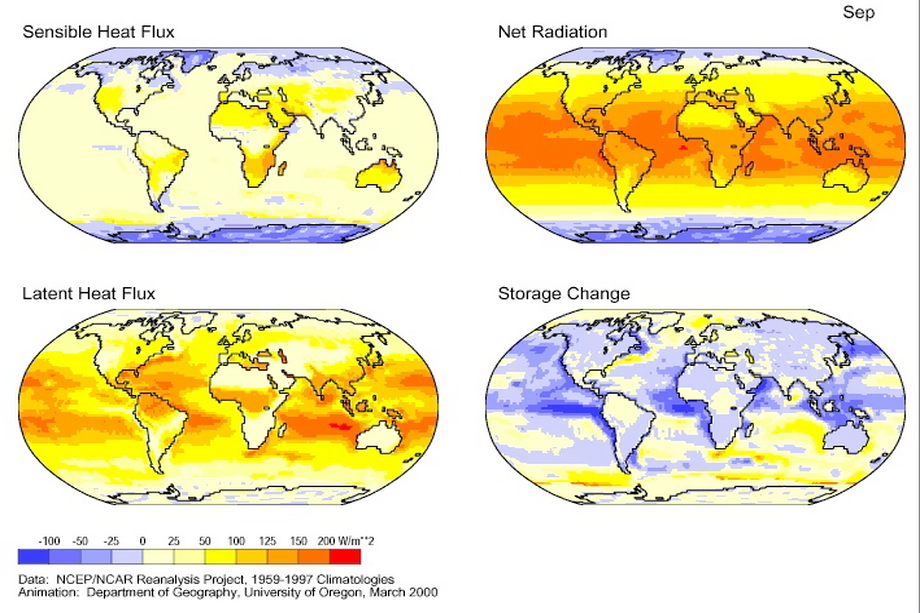 Sep
Sensible Heat Flux
Net Radiation
Latent Heat Flux
Storage Change
-100 -50 -25 0 25 50 100 125 150 200 W/m**2
Data: NCEP/NCAR Reanalysis Project, 1959-1997 Climatologies
Animation: Department of Geography, University of Oregon, March 2000